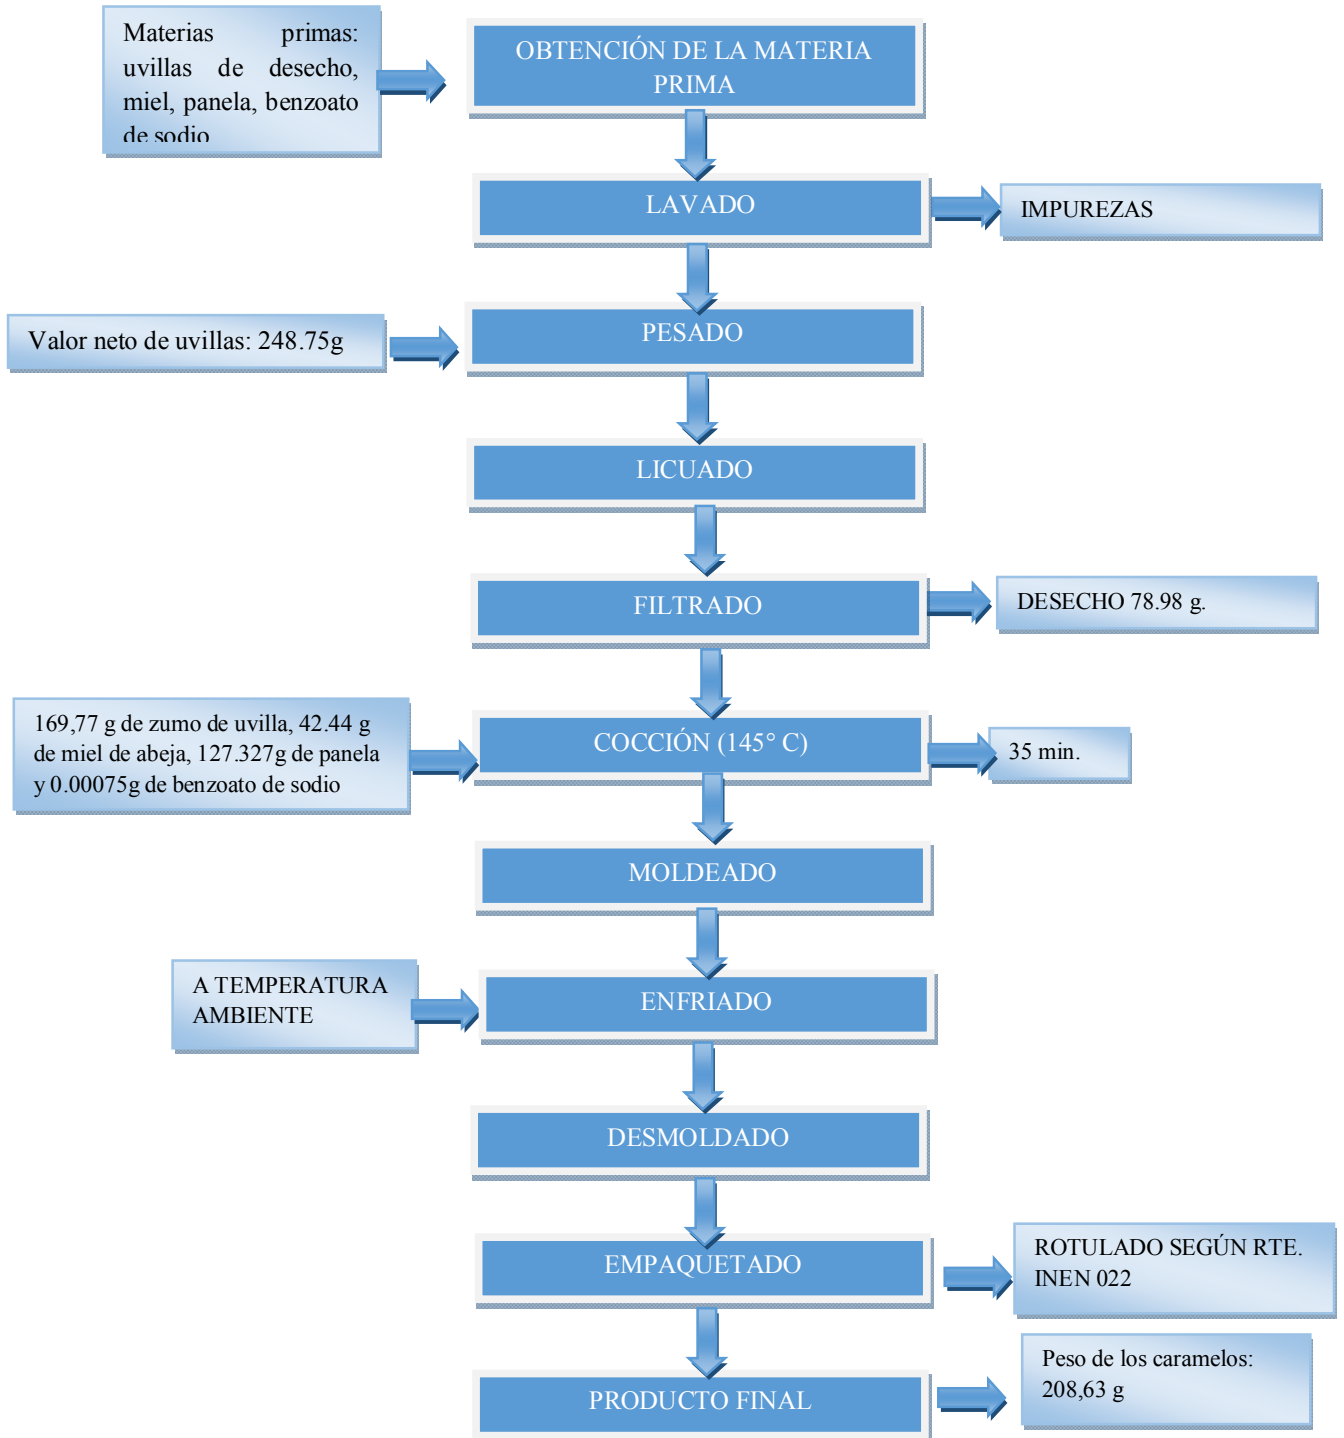 Materias primas:
uvillas de desecho,
miel, panela, benzoato
de sodio
OBTENCIÓN DE LA MATERIA
PRIMA
LAVADO
IMPUREZAS
Valor neto de uvillas: 248.75g
PESADO
LICUADO
FILTRADO
DESECHO 78.98 g.
169,77 g de zumo de uvilla, 42.44 g
de miel de abeja, 127.327g de panela
y 0.00075g de benzoato de sodio
COCCIÓN (145° C)
35 min.
MOLDEADO
A TEMPERATURA
AMBIENTE
ENFRIADO
DESMOLDADO
EMPAQUETADO
ROTULADO SEGÚN RTE.
INEN 022
PRODUCTO FINAL
Peso de los caramelos:
208,63 g